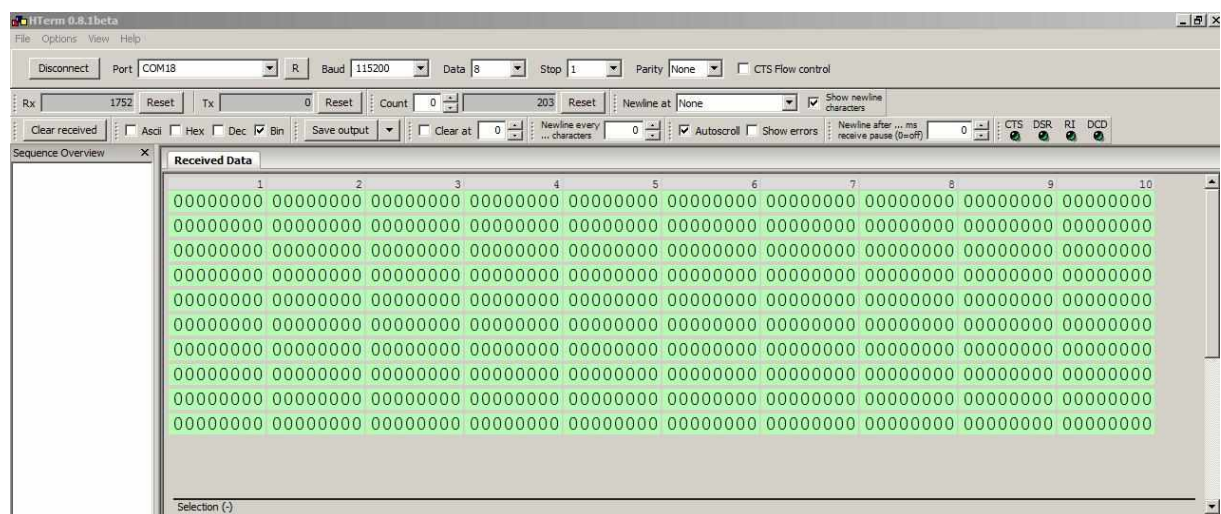 HTerm 0.8.1beta
File Options View Help
Disconnect Port COM18 R Baud 115200 Data 8 Stop 1 Parity None CTS Flow control
Rx 1752 Reset Tx 0 Reset Count 0 203 Reset Newline at None Show newline characters
Clear received Ascii Hex Dec Bin Save output Clear at 0 Newline every ... characters 0 Autoscroll Show errors Newline after ... ms receive pause (0=off) 0 CTS DSR RI DCD
Sequence Overview X Received Data
1 2 3 4 5 6 7 8 9 10
00000000 00000000 00000000 00000000 00000000 00000000 00000000 00000000 00000000 00000000
00000000 00000000 00000000 00000000 00000000 00000000 00000000 00000000 00000000 00000000
00000000 00000000 00000000 00000000 00000000 00000000 00000000 00000000 00000000 00000000
00000000 00000000 00000000 00000000 00000000 00000000 00000000 00000000 00000000 00000000
00000000 00000000 00000000 00000000 00000000 00000000 00000000 00000000 00000000 00000000
00000000 00000000 00000000 00000000 00000000 00000000 00000000 00000000 00000000 00000000
00000000 00000000 00000000 00000000 00000000 00000000 00000000 00000000 00000000 00000000
00000000 00000000 00000000 00000000 00000000 00000000 00000000 00000000 00000000 00000000
00000000 00000000 00000000 00000000 00000000 00000000 00000000 00000000 00000000 00000000
00000000 00000000 00000000 00000000 00000000 00000000 00000000 00000000 00000000 00000000
Selection (-)